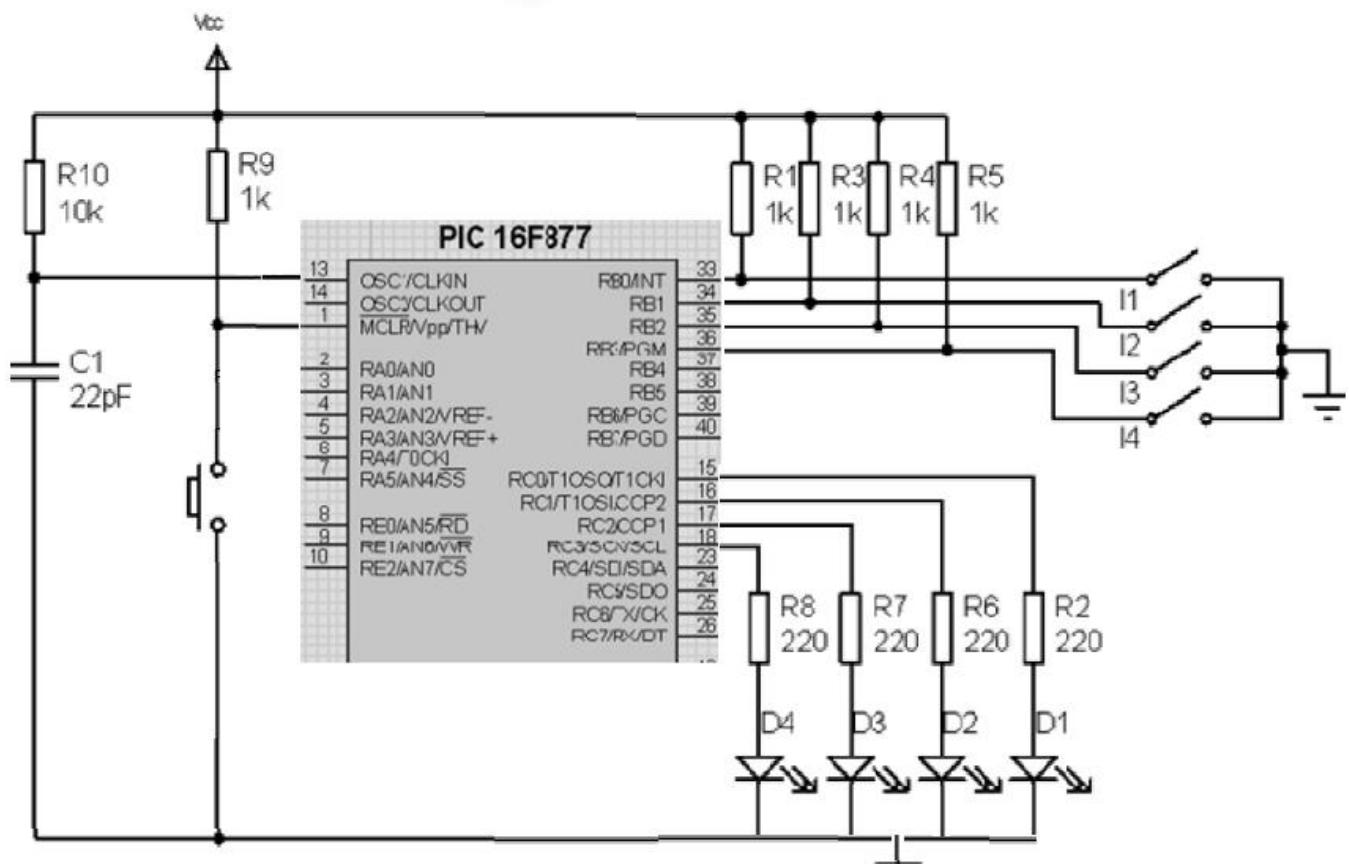 Vcc
R10
10k
R9
1k
R1
1k
R3
1k
R4
1k
R5
1k
PIC 16F877
13
OSC1/CLKIN
14
OSC2/CLKOUT
1
MCLR/Vpp/THV
2
RA0/AN0
3
RA1/AN1
4
RA2/AN2/VREF-
5
RA3/AN3/VREF+
6
RA4/T0CKI
7
RA5/AN4/SS
8
RE0/AN5/RD
9
RE1/AN6/WR
10
RE2/AN7/CS
33
RB0/INT
34
RB1
35
RB2
36
RB3/PGM
37
RB4
38
RB5
39
RB6/PGC
40
RB7/PGD
15
RC0/T1OSO/T1CKI
16
RC1/T1OSI/CCP2
17
RC2/CCP1
18
RC3/SCK/SCL
23
RC4/SDI/SDA
24
RC5/SDO
25
RC6/TX/CK
26
RC7/RX/DT
I1
I2
I3
I4
C1
22pF
R8
220
R7
220
R6
220
R2
220
D4
D3
D2
D1